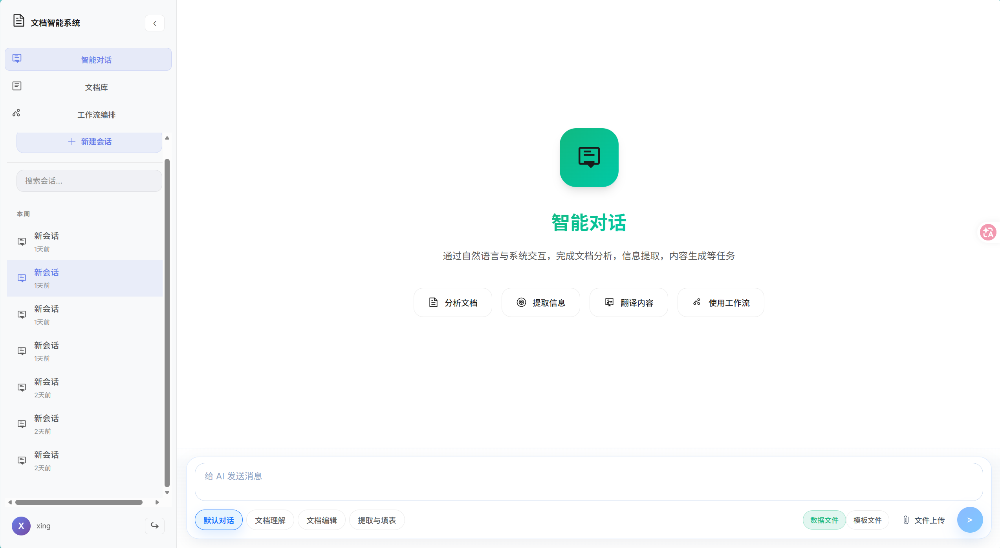 文档智能系统
智能对话
文档库
工作流编排
新建会话
搜索会话...
本周
新会话
1天前
新会话
1天前
新会话
1天前
新会话
1天前
新会话
2天前
新会话
2天前
新会话
2天前
X
xing
智能对话
通过自然语言与系统交互，完成文档分析，信息提取，内容生成等任务
分析文档
提取信息
翻译内容
使用工作流
给 AI 发送消息
默认对话
文档理解
文档编辑
提取与填表
数据文件
模板文件
文件上传